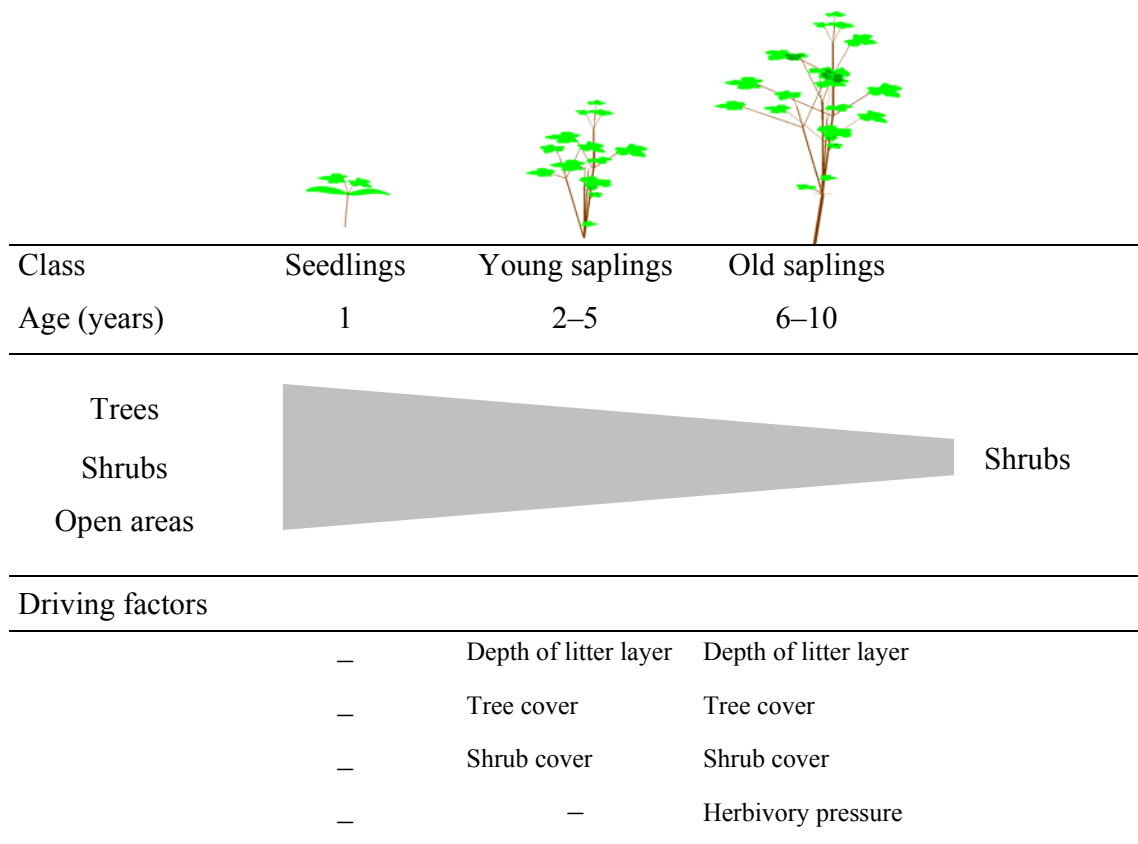 Class Seedlings Young saplings Old saplings
Age (years) 1 2–5 6–10
Trees
Shrubs Shrubs
Open areas
Driving factors
– Depth of litter layer Depth of litter layer
– Tree cover Tree cover
– Shrub cover Shrub cover
– – Herbivory pressure